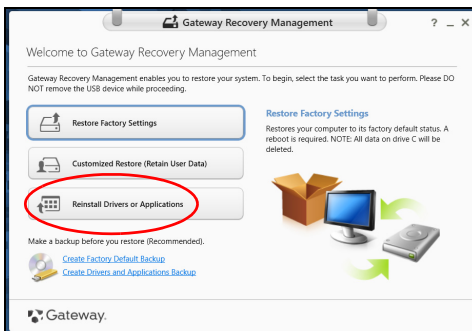 Gateway Recovery Management
? _ X
Welcome to Gateway Recovery Management
Gateway Recovery Management enables you to restore your system. To begin, select the task you want to perform. Please DO
NOT remove the USB device while proceeding.
Restore Factory Settings
Customized Restore (Retain User Data)
Reinstall Drivers or Applications
Make a backup before you restore (Recommended).
Create Factory Default Backup
Create Drivers and Applications Backup
Restore Factory Settings
Restores your computer to its factory default status. A
reboot is required. NOTE: All data on drive C will be
deleted.
Gateway.